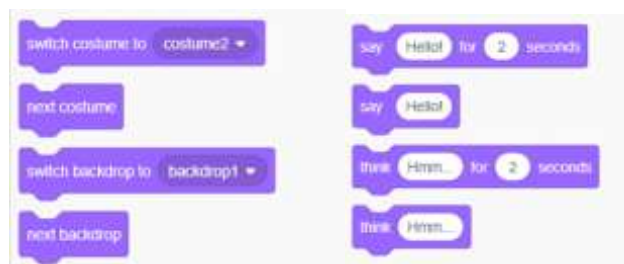 switch costume to costume2
next costume
switch backdrop to backdrop1
next backdrop
say Hello! for 2 seconds
say Hello!
think Hmm... for 2 seconds
think Hmm...